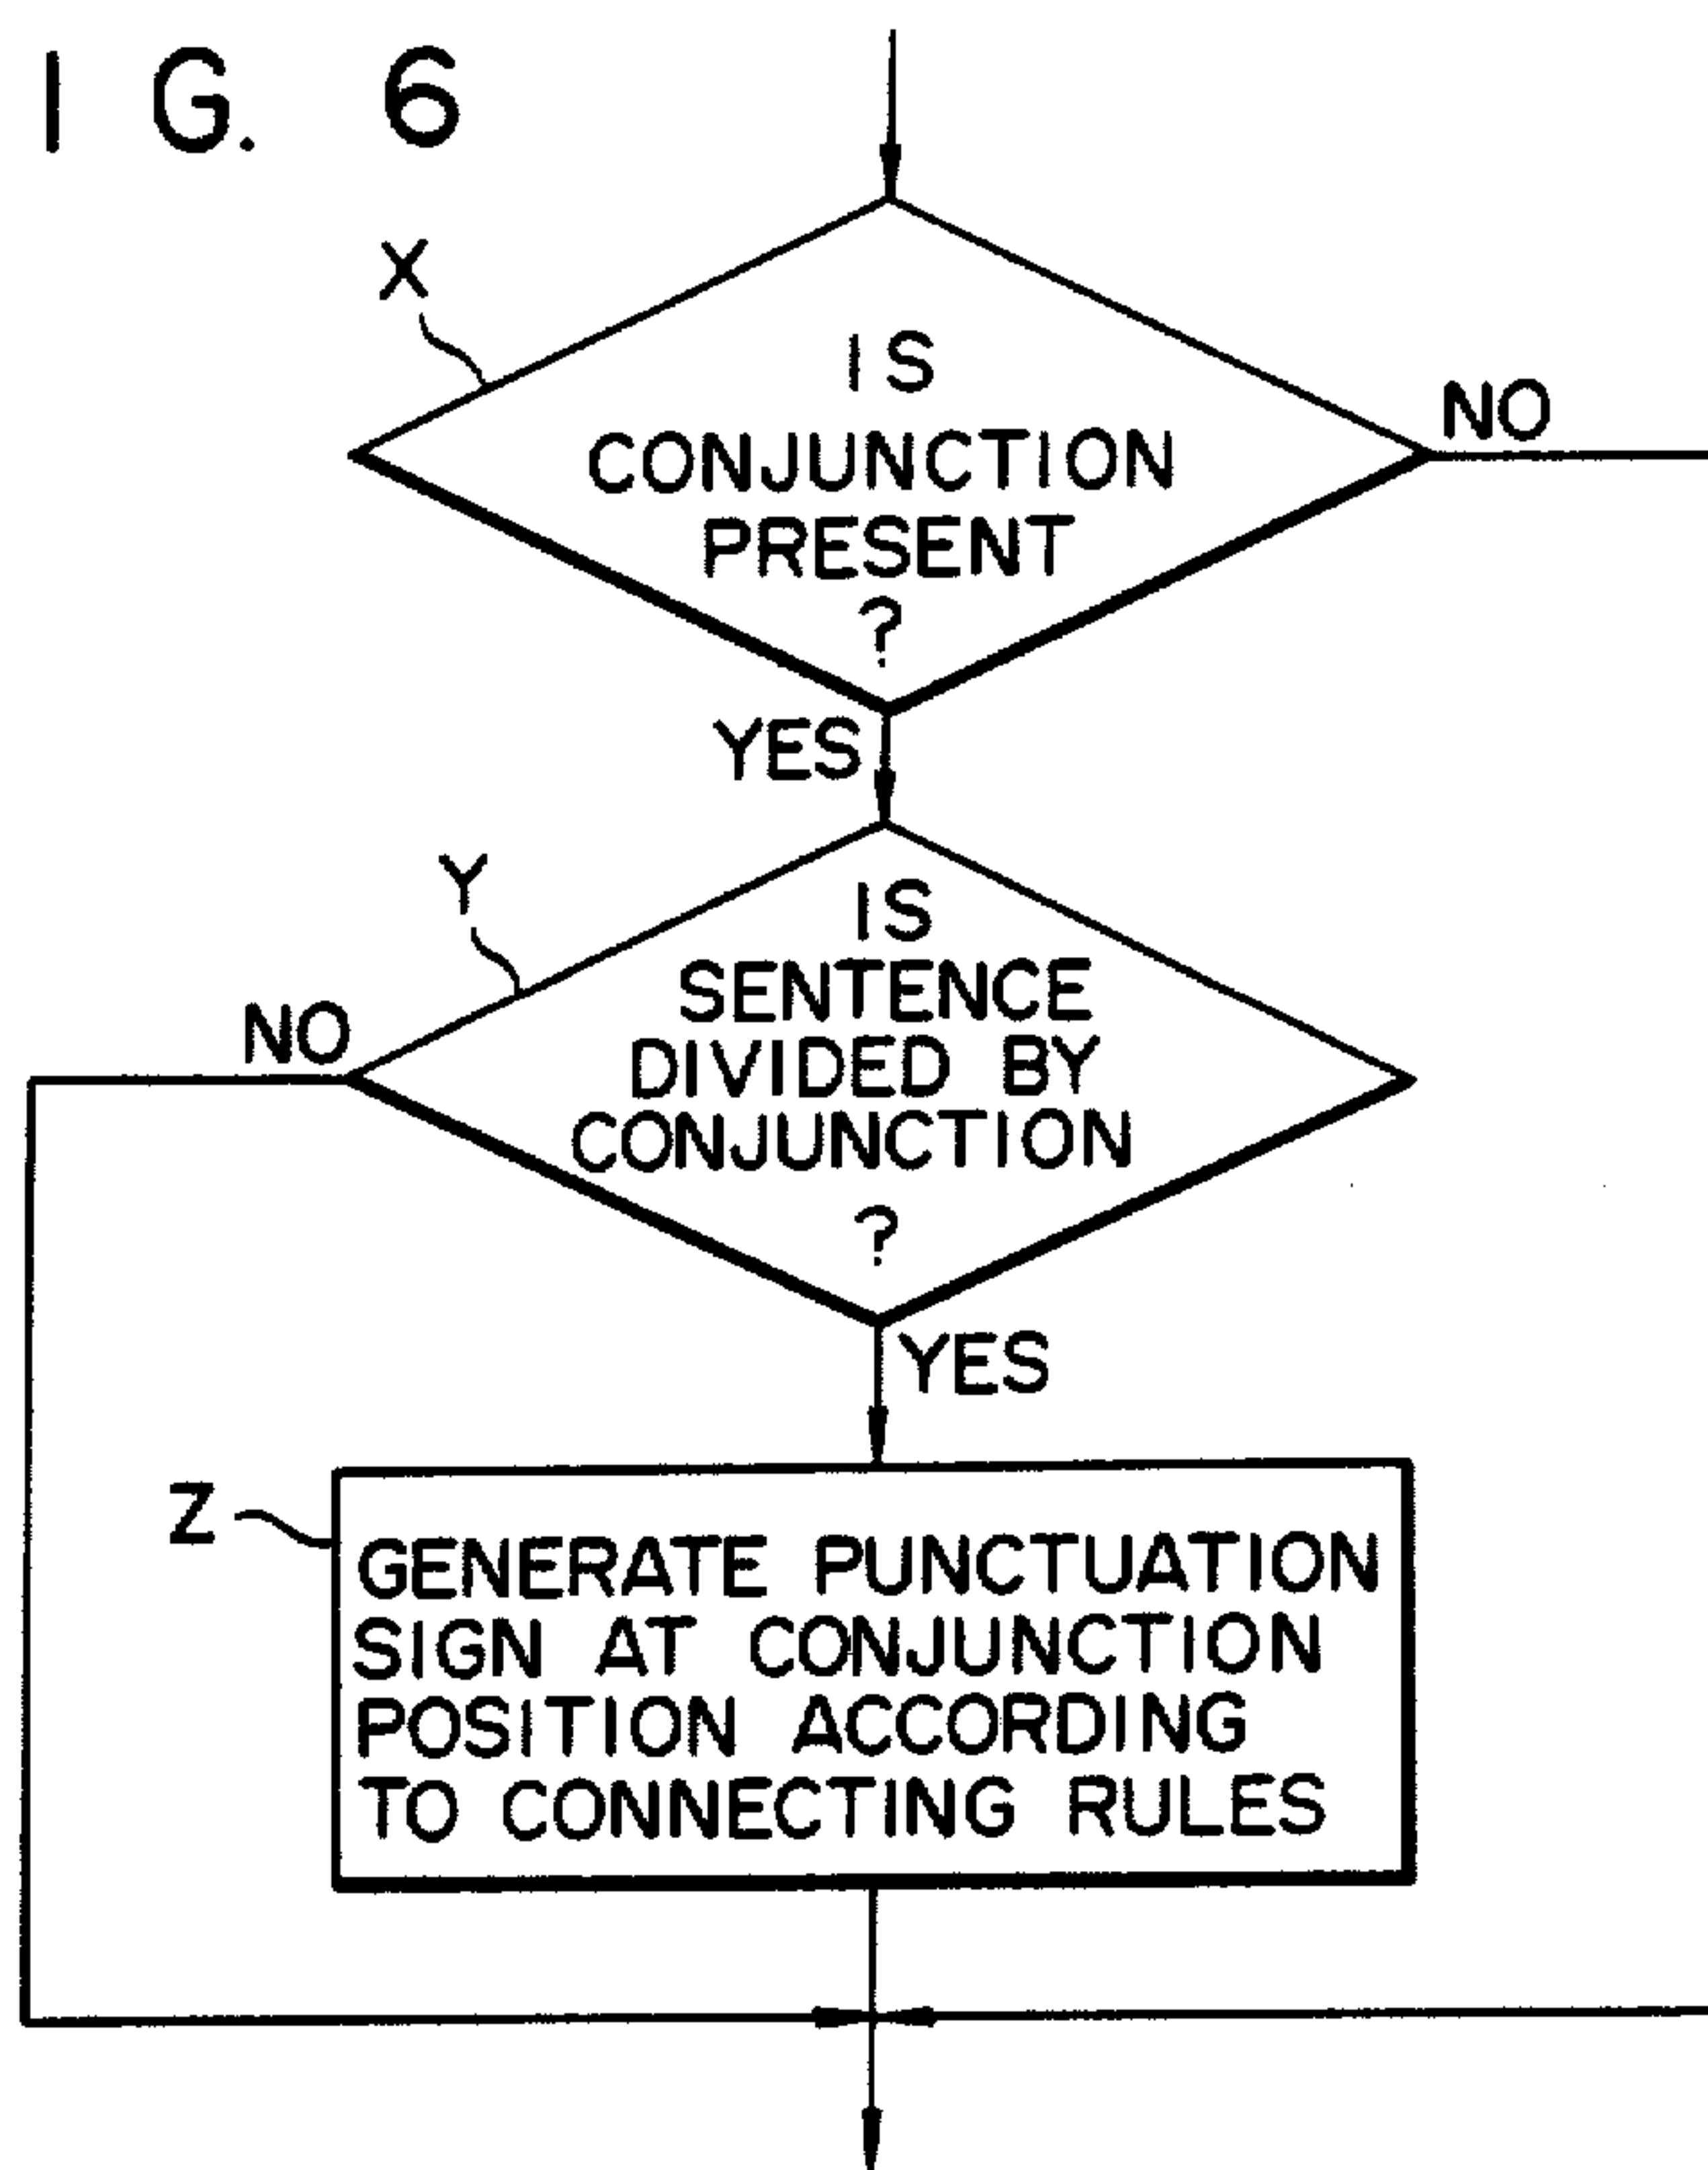 IG. 6
X
IS
CONJUNCTION
PRESENT
?
NO
YES
Y
IS
SENTENCE
DIVIDED BY
CONJUNCTION
?
NO
YES
Z
GENERATE PUNCTUATION
SIGN AT CONJUNCTION
POSITION ACCORDING
TO CONNECTING RULES